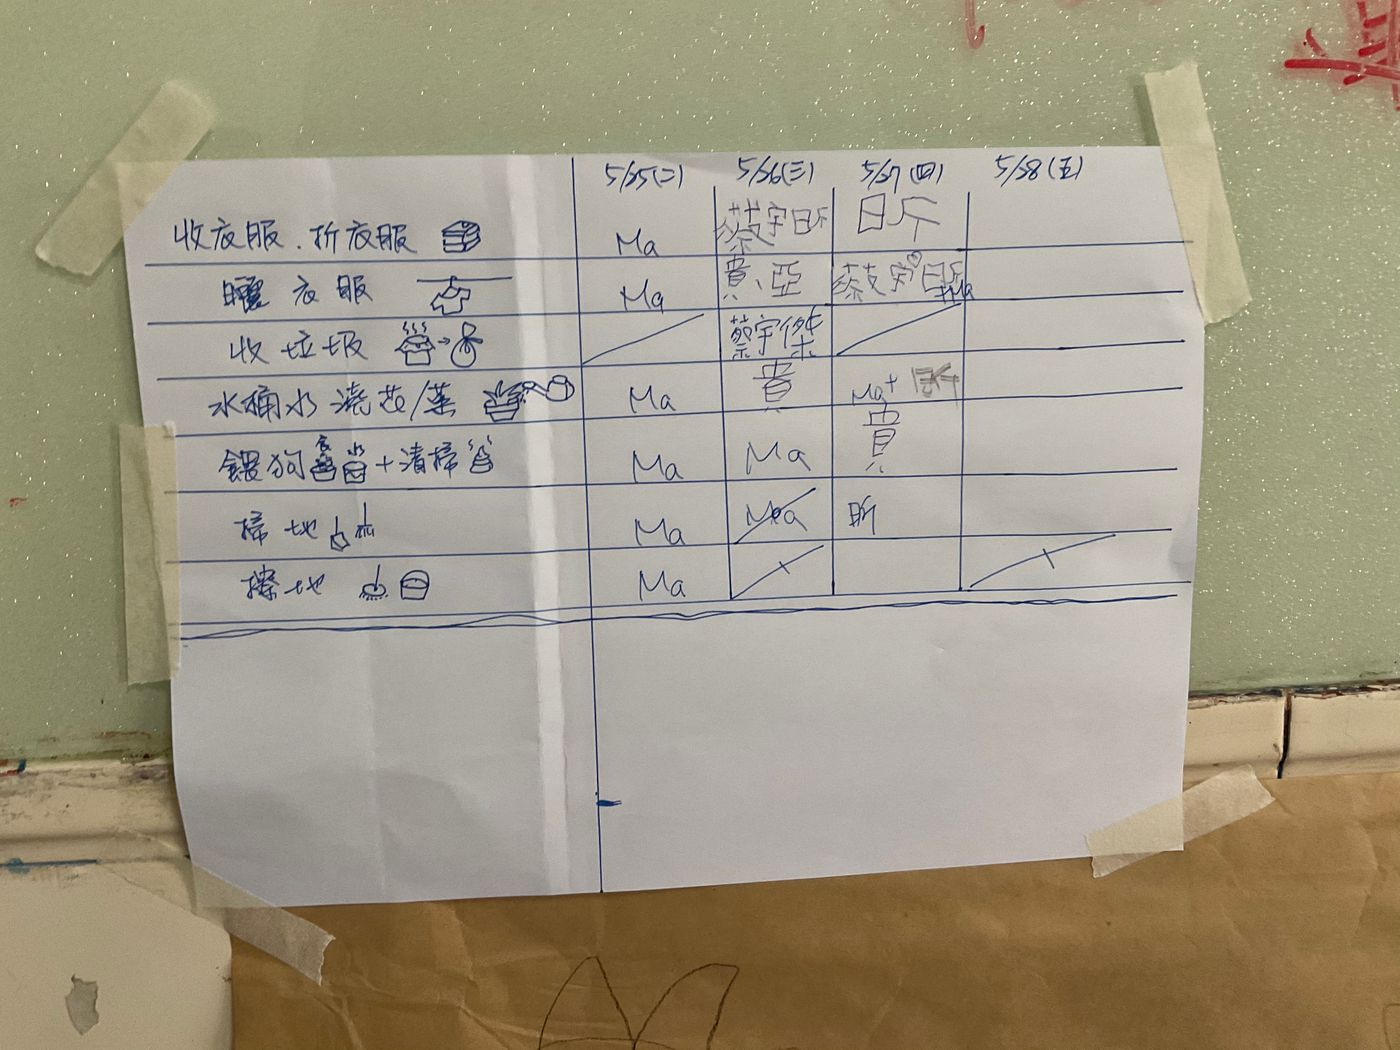 5/25(二) 5/26(三) 5/27(四) 5/28(五)
收衣服.折衣服 Ma 蔡宇昕 昕
曬衣服 Ma 貴、亞 蔡宇昕 +Ma
收垃圾 蔡宇傑
水桶水澆花/菜 Ma 貴 Ma+昕
餵狗 食 水 +清掃 Ma Ma 貴
掃地 Ma Ma 昕
擦地 Ma